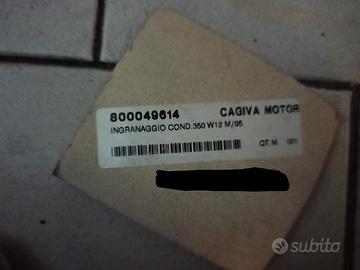 800049614 CAGIVA MOTOR
INGRANAGGIO COND.350 W12 M/95
QT.M. 001
subito